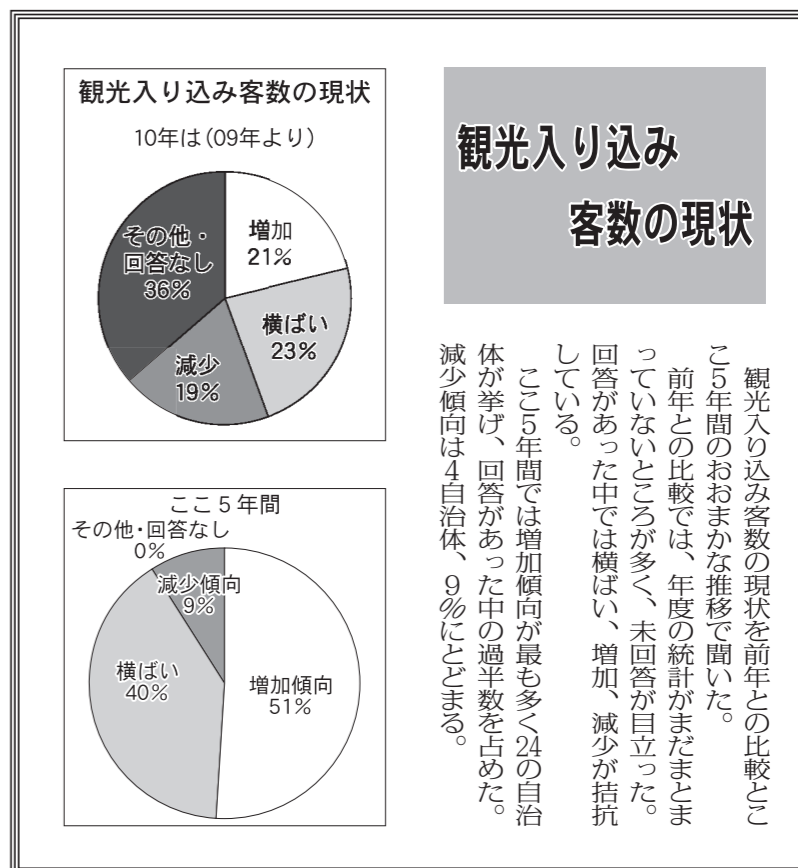 観光入り込み
客数の現状
観光入り込み客数の現状を前年との比較とこ
こ5年間のおおまかな推移で聞いた。
前年との比較では、年度の統計がまだまとま
っていないところが多く、未回答が目立った。
回答があった中では横ばい、増加、減少が拮抗
している。
ここ5年間では増加傾向が最も多く24の自治
体が挙げ、回答があった中の過半数を占めた。
減少傾向は4自治体、9%にとどまる。
観光入り込み客数の現状
10年は(09年より)
増加
21%
横ばい
23%
減少
19%
その他・
回答なし
36%
ここ5年間
増加傾向
51%
横ばい
40%
減少傾向
9%
その他・回答なし
0%